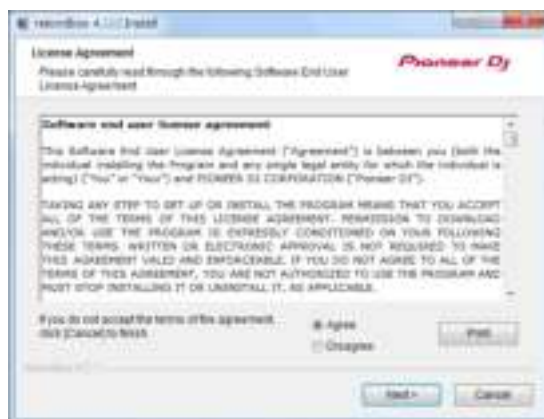 rekordbox 4. Install
License Agreement
Please carefully read through the following Software End User
License Agreement
Pioneer Dj
Software end user license agreement
This Software End User License Agreement ("Agreement") is between you (both the
individual installing the Program and any single legal entity for which the individual is
acting) ("You" or "Your") and PIONEER DJ CORPORATION ("Pioneer DJ").
TAKING ANY STEP TO SET UP OR INSTALL THE PROGRAM MEANS THAT YOU ACCEPT
ALL OF THE TERMS OF THIS LICENSE AGREEMENT. PERMISSION TO DOWNLOAD
AND/OR USE THE PROGRAM IS EXPRESSLY CONDITIONED ON YOUR FOLLOWING
THESE TERMS. WRITTEN OR ELECTRONIC APPROVAL IS NOT REQUIRED TO MAKE
THIS AGREEMENT VALID AND ENFORCEABLE. IF YOU DO NOT AGREE TO ALL OF THE
TERMS OF THIS AGREEMENT, YOU ARE NOT AUTHORIZED TO USE THE PROGRAM AND
MUST STOP INSTALLING IT OR UNINSTALL IT, AS APPLICABLE.
If you do not accept the terms of the agreement,
click [Cancel] to finish.
Agree
Disagree
Print
Next >
Cancel